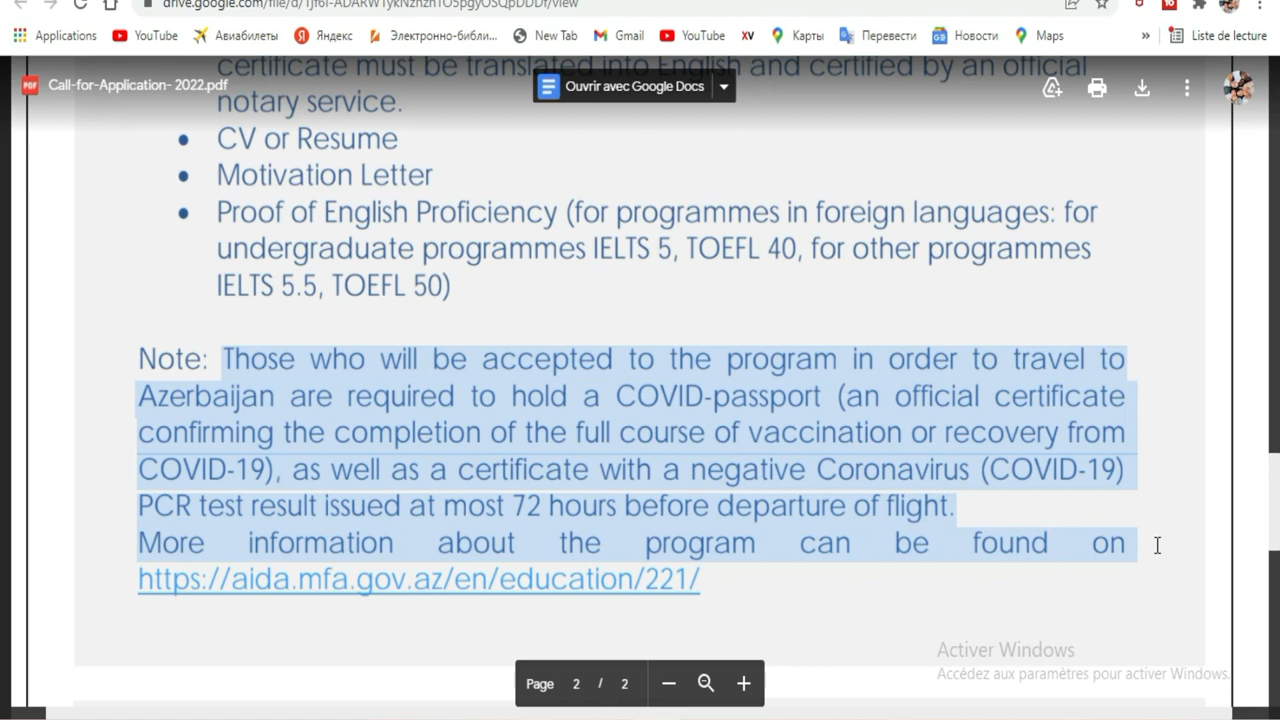 Applications YouTube Авиабилеты Яндекс Электронно-библи... New Tab Gmail YouTube XV Карты Перевести Новости Maps » Liste de lecture
certificate must be translated into English and certified by an official
Call-for-Application- 2022.pdf Ouvrir avec Google Docs
notary service.
• CV or Resume
• Motivation Letter
• Proof of English Proficiency (for programmes in foreign languages: for
undergraduate programmes IELTS 5, TOEFL 40, for other programmes
IELTS 5.5, TOEFL 50)
Note: Those who will be accepted to the program in order to travel to
Azerbaijan are required to hold a COVID-passport (an official certificate
confirming the completion of the full course of vaccination or recovery from
COVID-19), as well as a certificate with a negative Coronavirus (COVID-19)
PCR test result issued at most 72 hours before departure of flight.
More information about the program can be found on
https://aida.mfa.gov.az/en/education/221/
Activer Windows
Accédez aux paramètres pour activer Windows.
Page 2 / 2